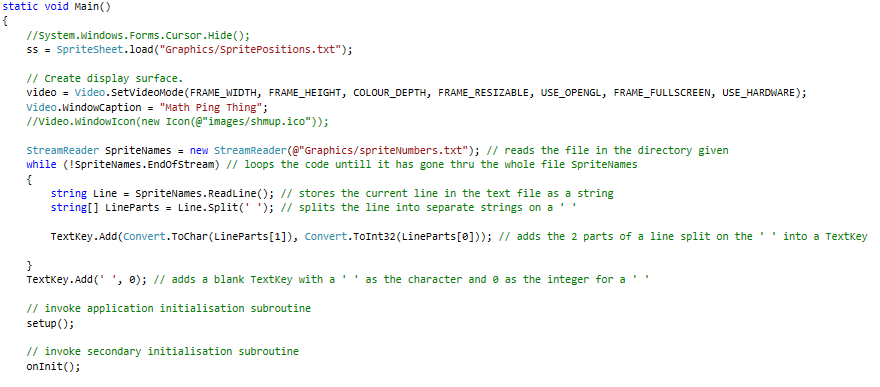 static void Main()
{
//System.Windows.Forms.Cursor.Hide();
ss = SpriteSheet.load("Graphics/SpritePositions.txt");
// Create display surface.
video = Video.SetVideoMode(FRAME_WIDTH, FRAME_HEIGHT, COLOUR_DEPTH, FRAME_RESIZABLE, USE_OPENGL, FRAME_FULLSCREEN, USE_HARDWARE);
Video.WindowCaption = "Math Ping Thing";
//Video.WindowIcon(new Icon(@"images/shmup.ico"));
StreamReader SpriteNames = new StreamReader(@"Graphics/spriteNumbers.txt"); // reads the file in the directory given
while (!SpriteNames.EndOfStream) // loops the code untill it has gone thru the whole file SpriteNames
{
string Line = SpriteNames.ReadLine(); // stores the current line in the text file as a string
string[] LineParts = Line.Split(' '); // splits the line into separate strings on a ' '
TextKey.Add(Convert.ToChar(LineParts[1]), Convert.ToInt32(LineParts[0])); // adds the 2 parts of a line split on the ' ' into a TextKey
}
TextKey.Add(' ', 0); // adds a blank TextKey with a ' ' as the character and 0 as the integer for a ' '
// invoke application initialisation subroutine
setup();
// invoke secondary initialisation subroutine
onInit();